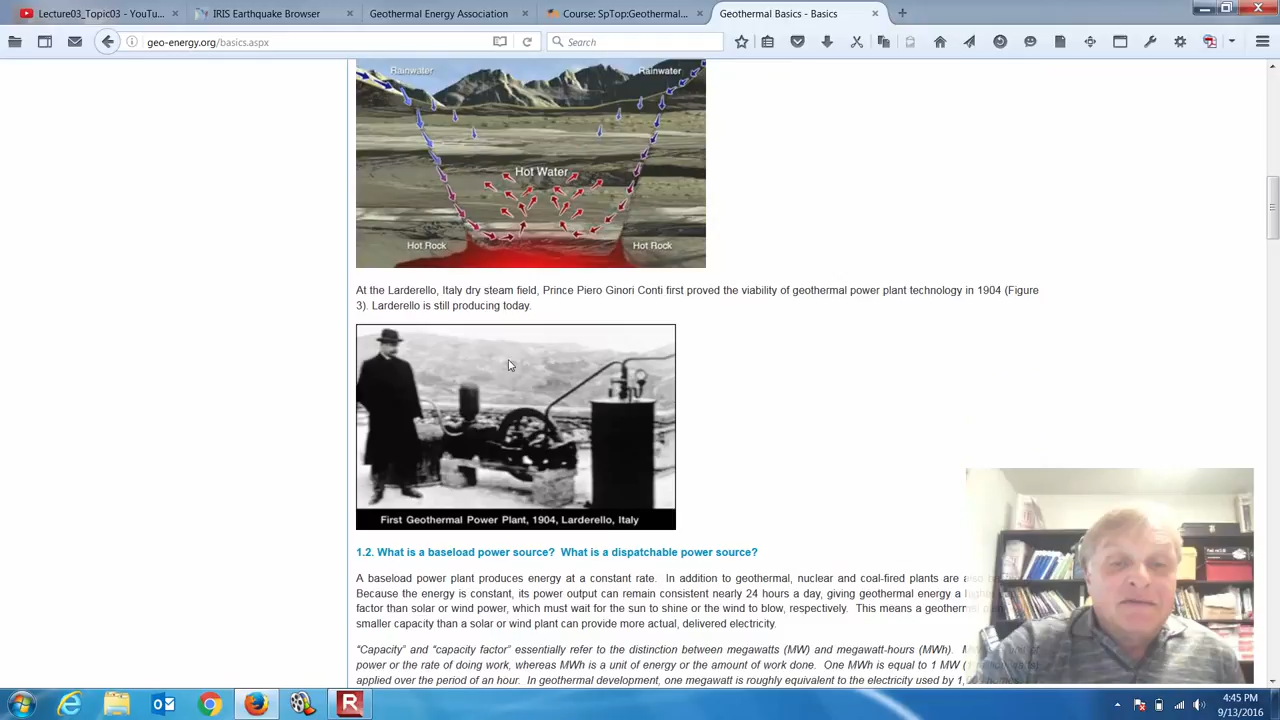 Lecture03_Topic03 - YouTu...
IRIS Earthquake Browser
Geothermal Energy Association
Course: SpTop:Geothermal...
Geothermal Basics - Basics
geo-energy.org/basics.aspx
Search
Rainwater
Rainwater
Hot Water
Hot Rock
Hot Rock
At the Larderello, Italy dry steam field, Prince Piero Ginori Conti first proved the viability of geothermal power plant technology in 1904 (Figure
3). Larderello is still producing today.
First Geothermal Power Plant, 1904, Larderello, Italy
1.2. What is a baseload power source? What is a dispatchable power source?
A baseload power plant produces energy at a constant rate. In addition to geothermal, nuclear and coal-fired plants are also
Because the energy is constant, its power output can remain consistent nearly 24 hours a day, giving geothermal energy a
factor than solar or wind power, which must wait for the sun to shine or the wind to blow, respectively. This means a geothermal
smaller capacity than a solar or wind plant can provide more actual, delivered electricity.
"Capacity" and "capacity factor" essentially refer to the distinction between megawatts (MW) and megawatt-hours (MWh).
power or the rate of doing work, whereas MWh is a unit of energy or the amount of work done. One MWh is equal to 1 MW
applied over the period of an hour. In geothermal development, one megawatt is roughly equivalent to the electricity used by
4:45 PM
9/13/2016